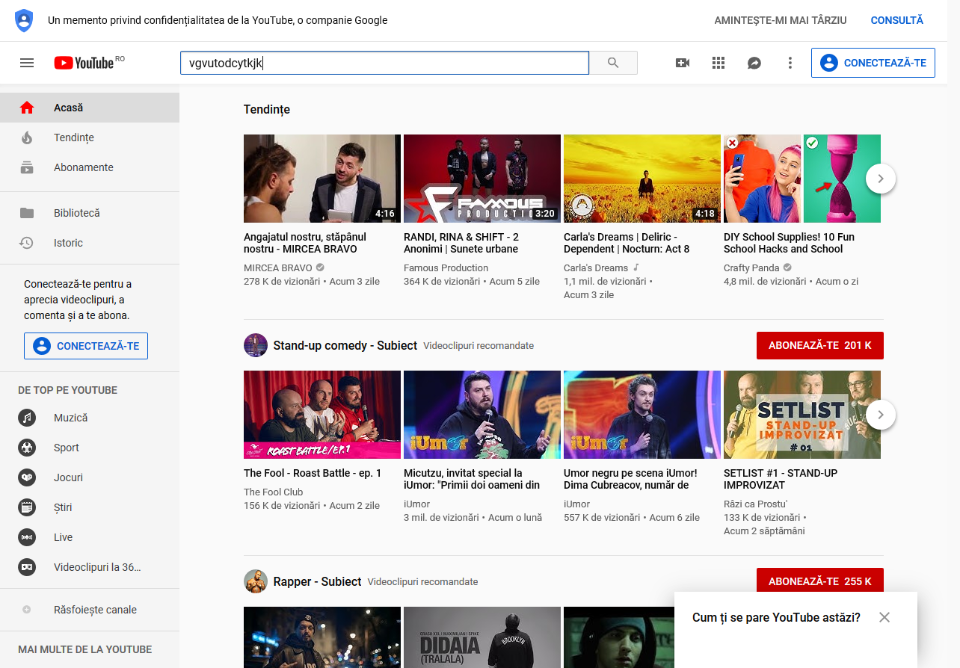 Un memento privind confidențialitatea de la YouTube, o companie Google
AMINTEȘTE-MI MAI TÂRZIU
CONSULTĂ
YouTube RO
vgvutodcytkjk
CONECTEAZĂ-TE
Acasă
Tendințe
Abonamente
Bibliotecă
Istoric
Conectează-te pentru a
aprecia videoclipuri, a
comenta și a te abona.
CONECTEAZĂ-TE
DE TOP PE YOUTUBE
Muzică
Sport
Jocuri
Știri
Live
Videoclipuri la 36...
Răsfoiește canale
MAI MULTE DE LA YOUTUBE
Tendințe
4:16
Angajatul nostru, stăpânul
nostru - MIRCEA BRAVO
MIRCEA BRAVO
278 K de vizionări • Acum 3 zile
FAMOUS
PRODUCTION
3:20
RANDI, RINA & SHIFT - 2
Anonimi | Sunete urbane
Famous Production
364 K de vizionări • Acum 5 zile
4:18
Carla's Dreams | Deliric -
Dependent | Nocturn: Act 8
Carla's Dreams
1,1 mil. de vizionări •
Acum 3 zile
DIY School Supplies! 10 Fun
School Hacks and School
Crafty Panda
4,8 mil. de vizionări • Acum o zi
Stand-up comedy - Subiect Videoclipuri recomandate
ABONEAZĂ-TE 201 K
ROAST BATTLE/EP.1
The Fool - Roast Battle - ep. 1
The Fool Club
156 K de vizionări • Acum 2 zile
iUmor
Micutzu, invitat special la
iUmor: "Primii doi oameni din
iUmor
3 mil. de vizionări • Acum o lună
iUmor
Umor negru pe scena iUmor!
Dima Cubreacov, număr de
iUmor
557 K de vizionări • Acum 6 zile
SETLIST
STAND-UP
IMPROVIZAT
# 01
SETLIST #1 - STAND-UP
IMPROVIZAT
Râzi ca Prostu`
133 K de vizionări •
Acum 2 săptămâni
Rapper - Subiect Videoclipuri recomandate
ABONEAZĂ-TE 255 K
DIDAIA
(TRALALA)
BROOKLYN
Cum ți se pare YouTube astăzi?